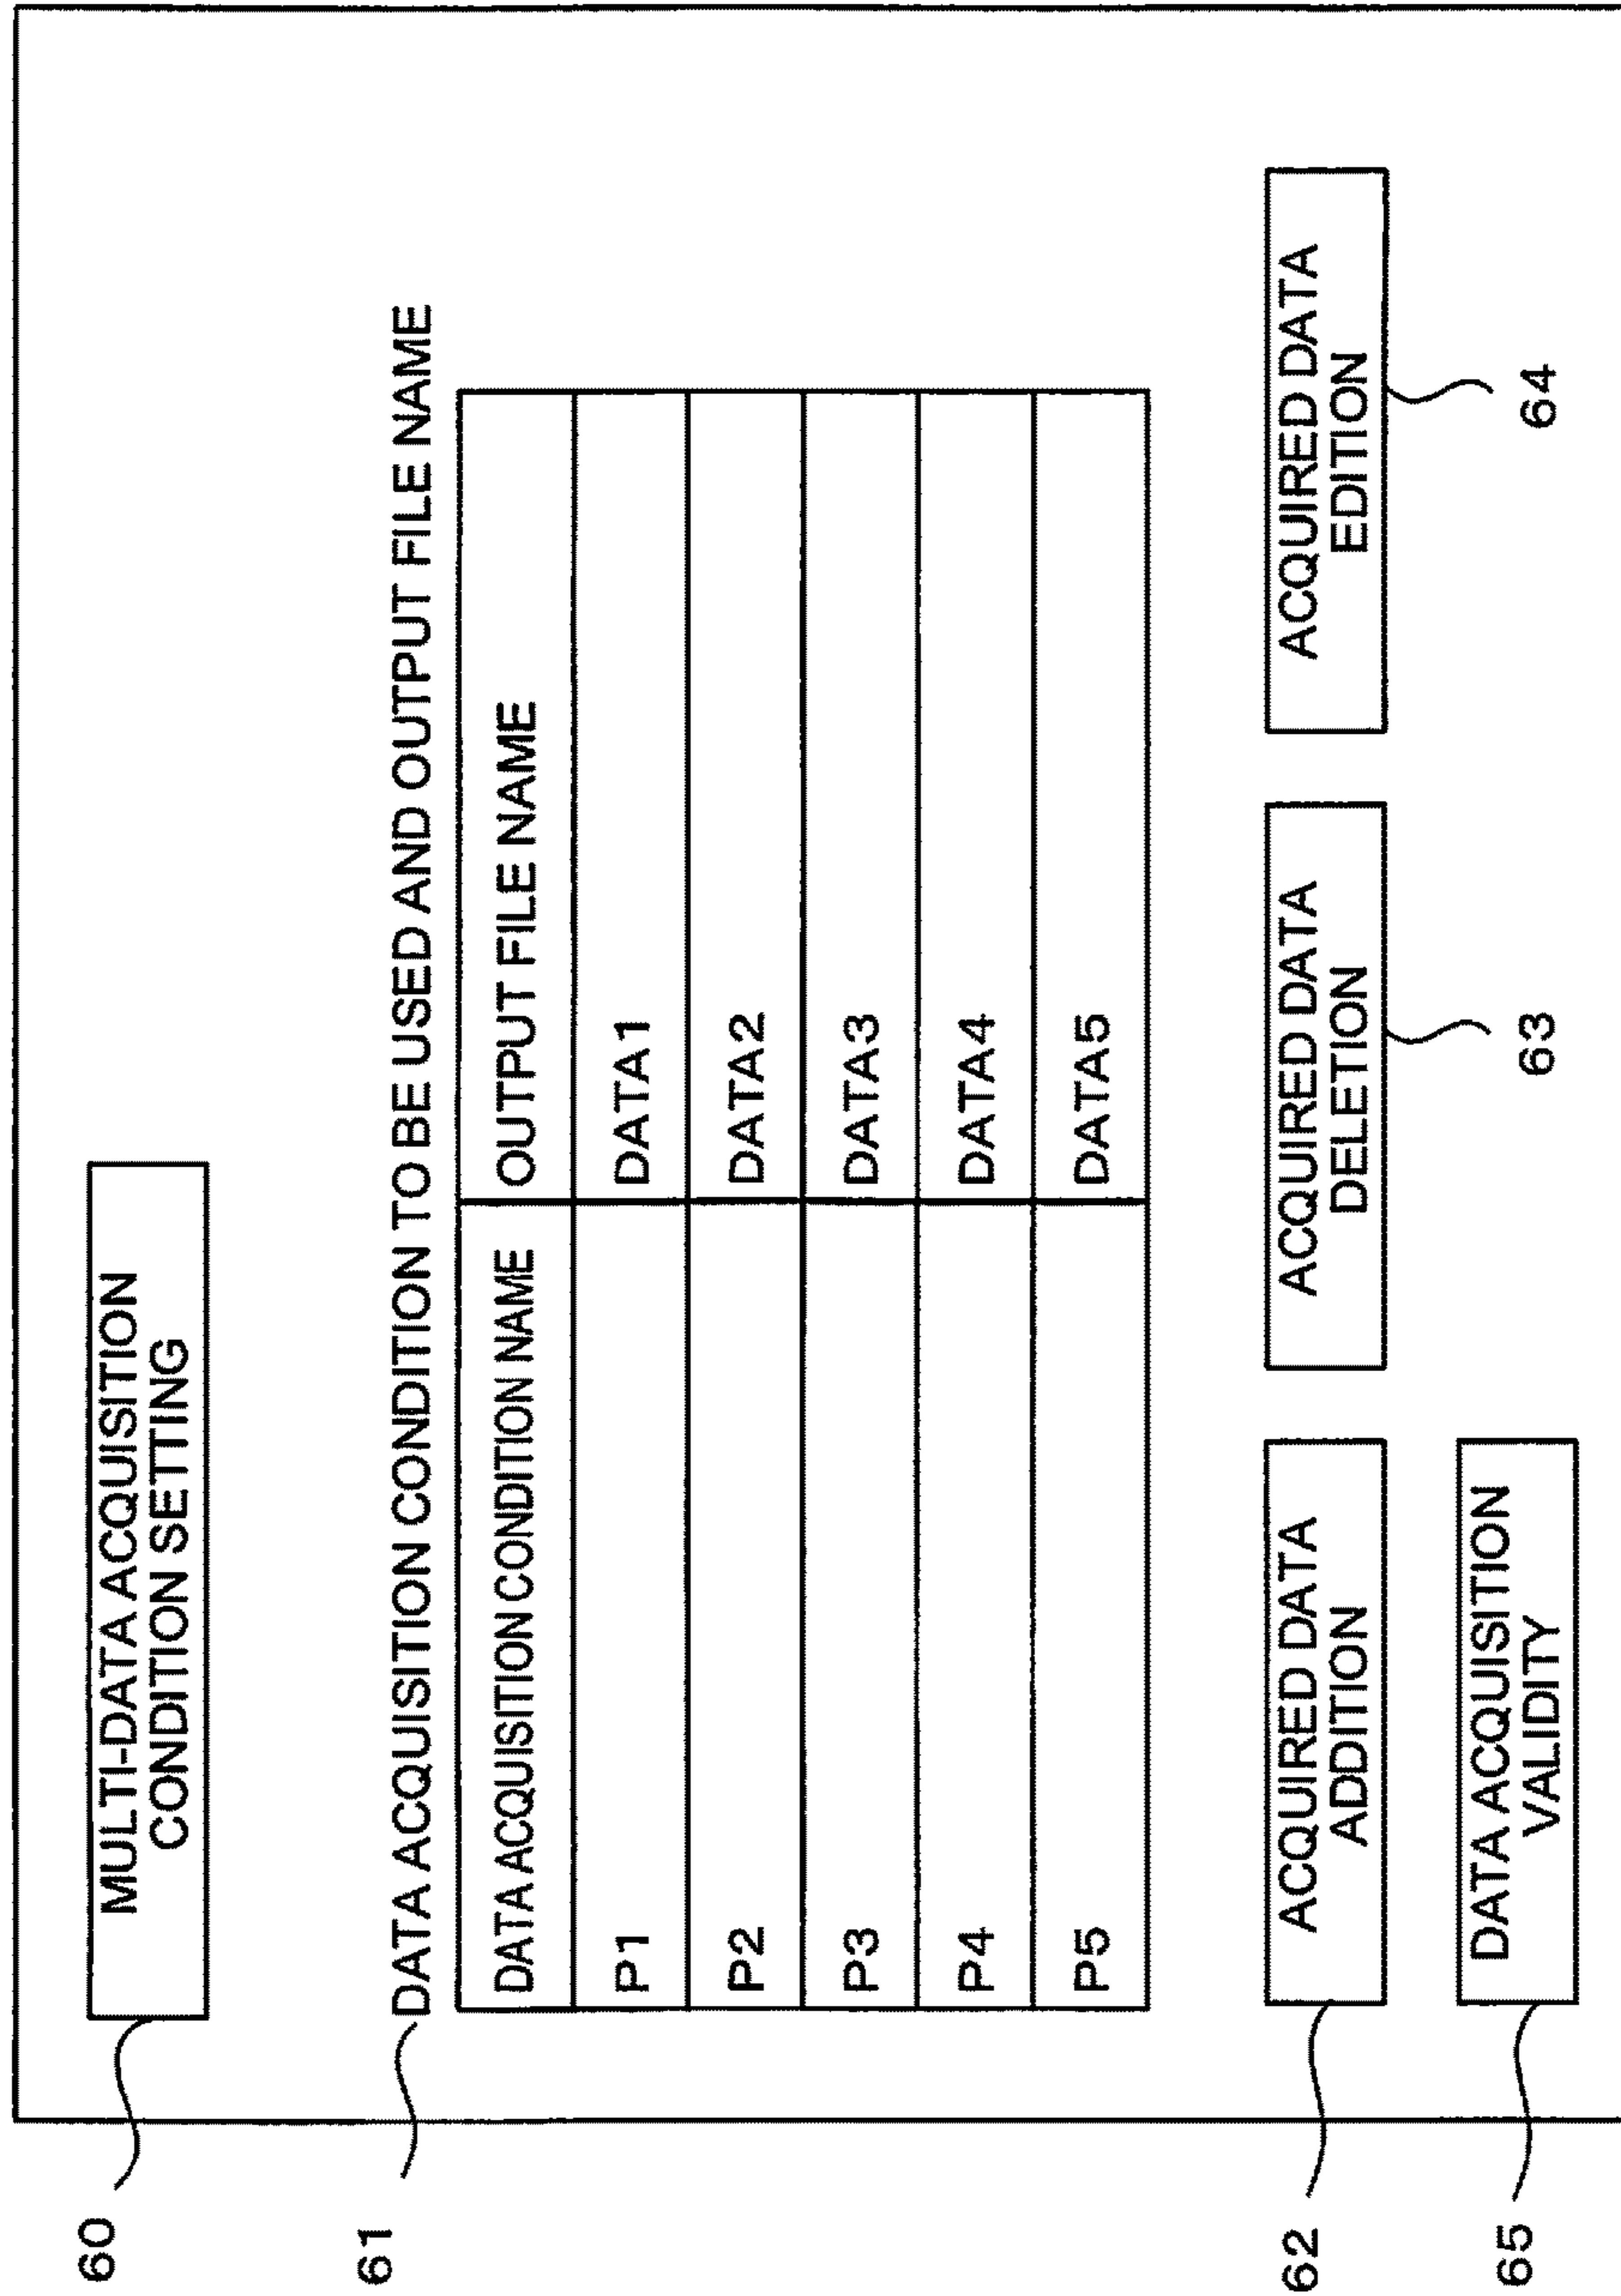 60
MULTI-DATA ACQUISITION
CONDITION SETTING
61
DATA ACQUISITION CONDITION TO BE USED AND OUTPUT FILE NAME
DATA ACQUISITION CONDITION NAME OUTPUT FILE NAME
P1 DATA1
P2 DATA2
P3 DATA3
P4 DATA4
P5 DATA5
62
ACQUIRED DATA
ADDITION
ACQUIRED DATA
DELETION
63
ACQUIRED DATA
EDITION
64
65
DATA ACQUISITION
VALIDITY